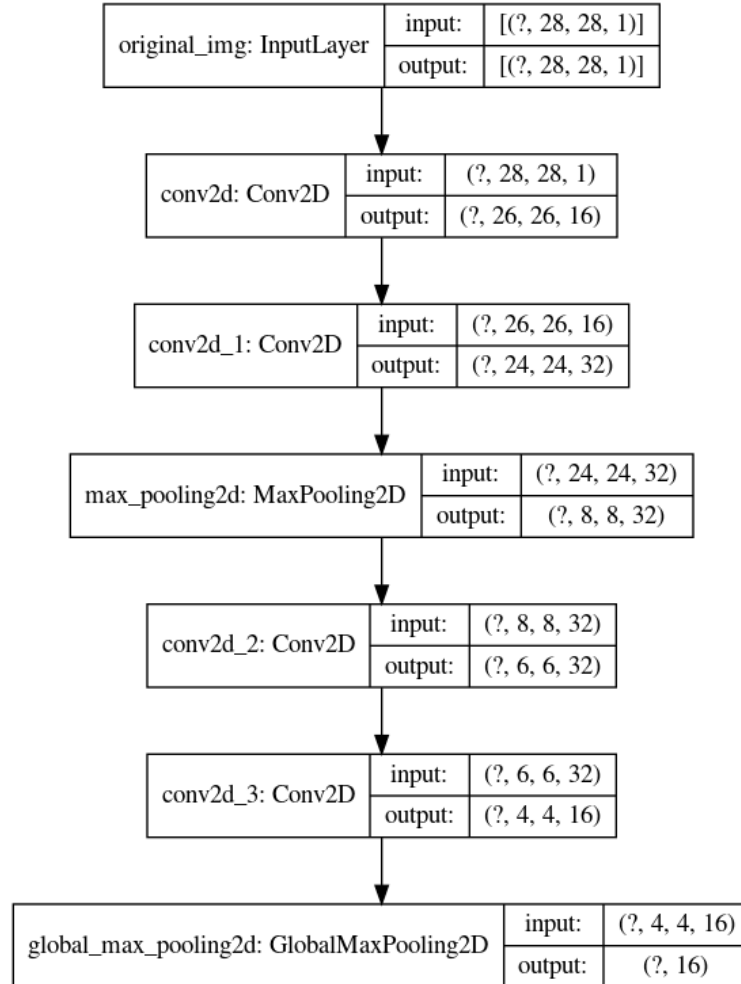 original_img: InputLayer
input: [(?, 28, 28, 1)]
output: [(?, 28, 28, 1)]
conv2d: Conv2D
input: (?, 28, 28, 1)
output: (?, 26, 26, 16)
conv2d_1: Conv2D
input: (?, 26, 26, 16)
output: (?, 24, 24, 32)
max_pooling2d: MaxPooling2D
input: (?, 24, 24, 32)
output: (?, 8, 8, 32)
conv2d_2: Conv2D
input: (?, 8, 8, 32)
output: (?, 6, 6, 32)
conv2d_3: Conv2D
input: (?, 6, 6, 32)
output: (?, 4, 4, 16)
global_max_pooling2d: GlobalMaxPooling2D
input: (?, 4, 4, 16)
output: (?, 16)